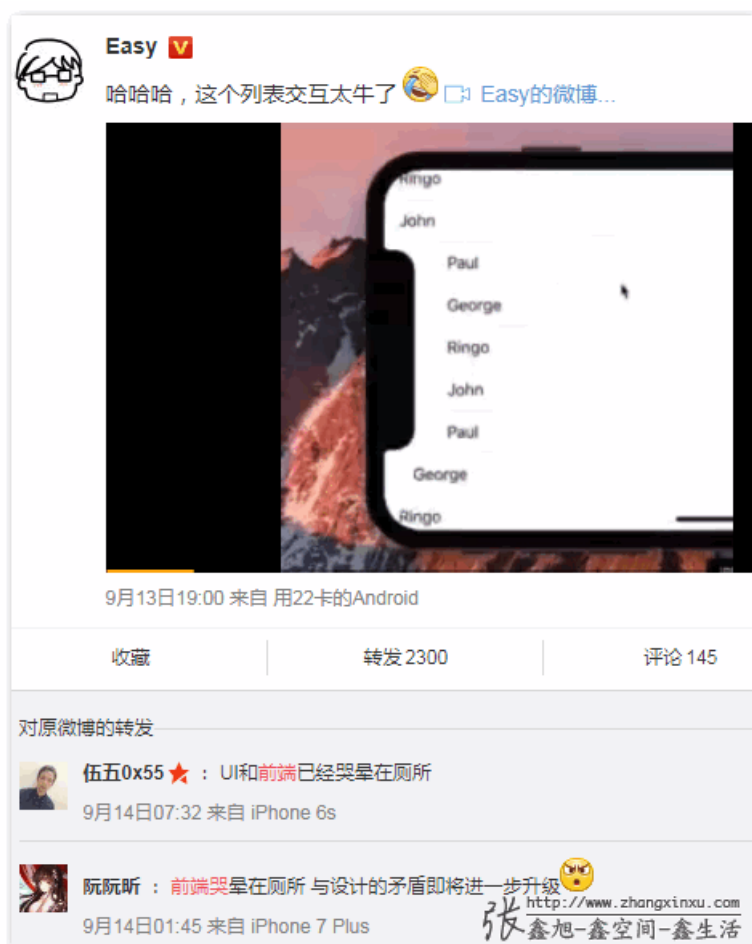 Easy V
哈哈哈，这个列表交互太牛了 Easy的微博...
Ringo
John
Paul
George
Ringo
John
Paul
George
Ringo
9月13日19:00 来自 用22卡的Android
收藏
转发 2300
评论 145
对原微博的转发
伍五0x55 ： UI和前端已经哭晕在厕所
9月14日07:32 来自 iPhone 6s
阮阮昕 ： 前端哭晕在厕所 与设计的矛盾即将进一步升级
9月14日01:45 来自 iPhone 7 Plus
http://www.zhangxinxu.com
张鑫旭-鑫空间-鑫生活